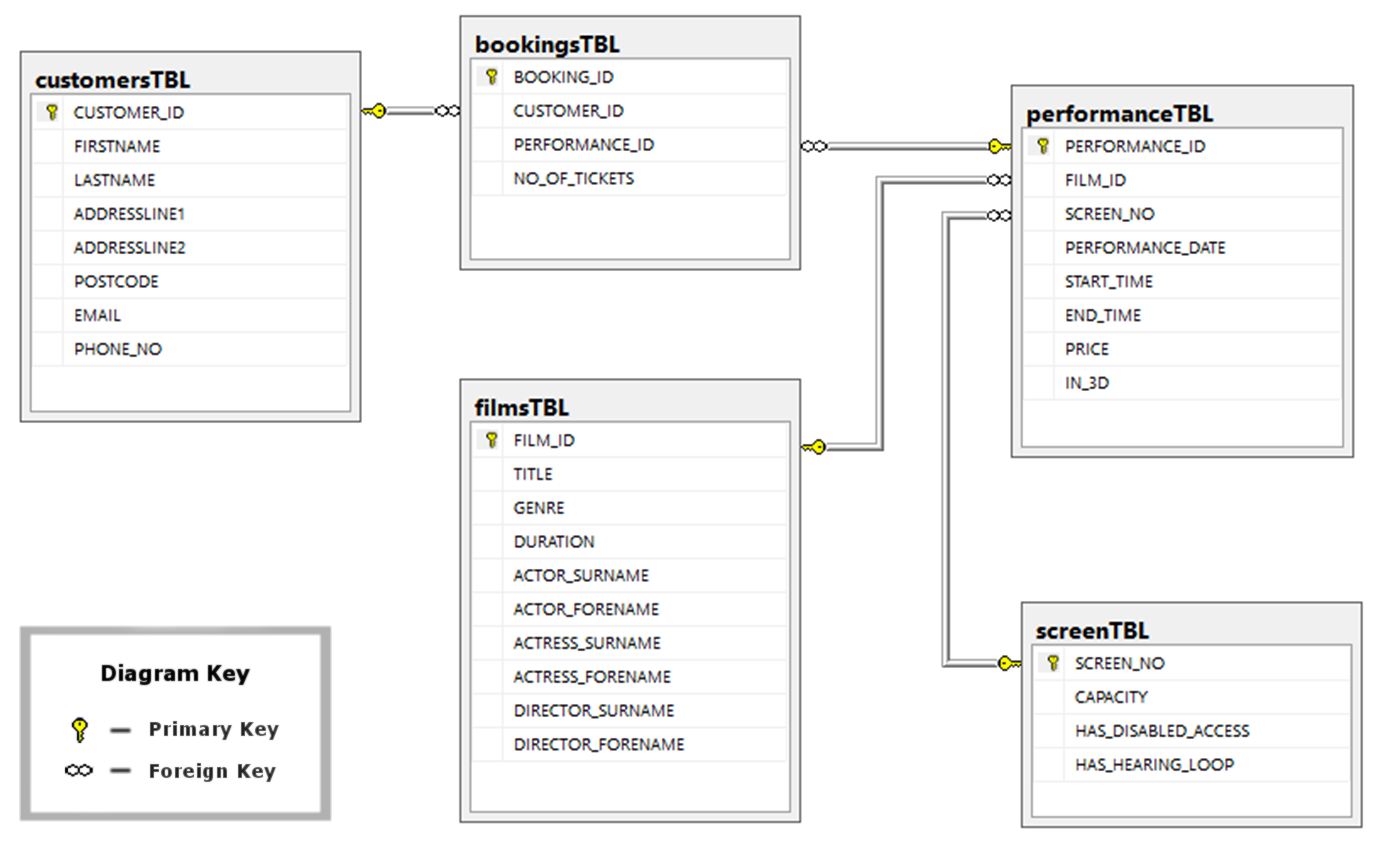 customersTBL
CUSTOMER_ID
FIRSTNAME
LASTNAME
ADDRESSLINE1
ADDRESSLINE2
POSTCODE
EMAIL
PHONE_NO
bookingsTBL
BOOKING_ID
CUSTOMER_ID
PERFORMANCE_ID
NO_OF_TICKETS
performanceTBL
PERFORMANCE_ID
FILM_ID
SCREEN_NO
PERFORMANCE_DATE
START_TIME
END_TIME
PRICE
IN_3D
filmsTBL
FILM_ID
TITLE
GENRE
DURATION
ACTOR_SURNAME
ACTOR_FORENAME
ACTRESS_SURNAME
ACTRESS_FORENAME
DIRECTOR_SURNAME
DIRECTOR_FORENAME
screenTBL
SCREEN_NO
CAPACITY
HAS_DISABLED_ACCESS
HAS_HEARING_LOOP
Diagram Key
— Primary Key
— Foreign Key